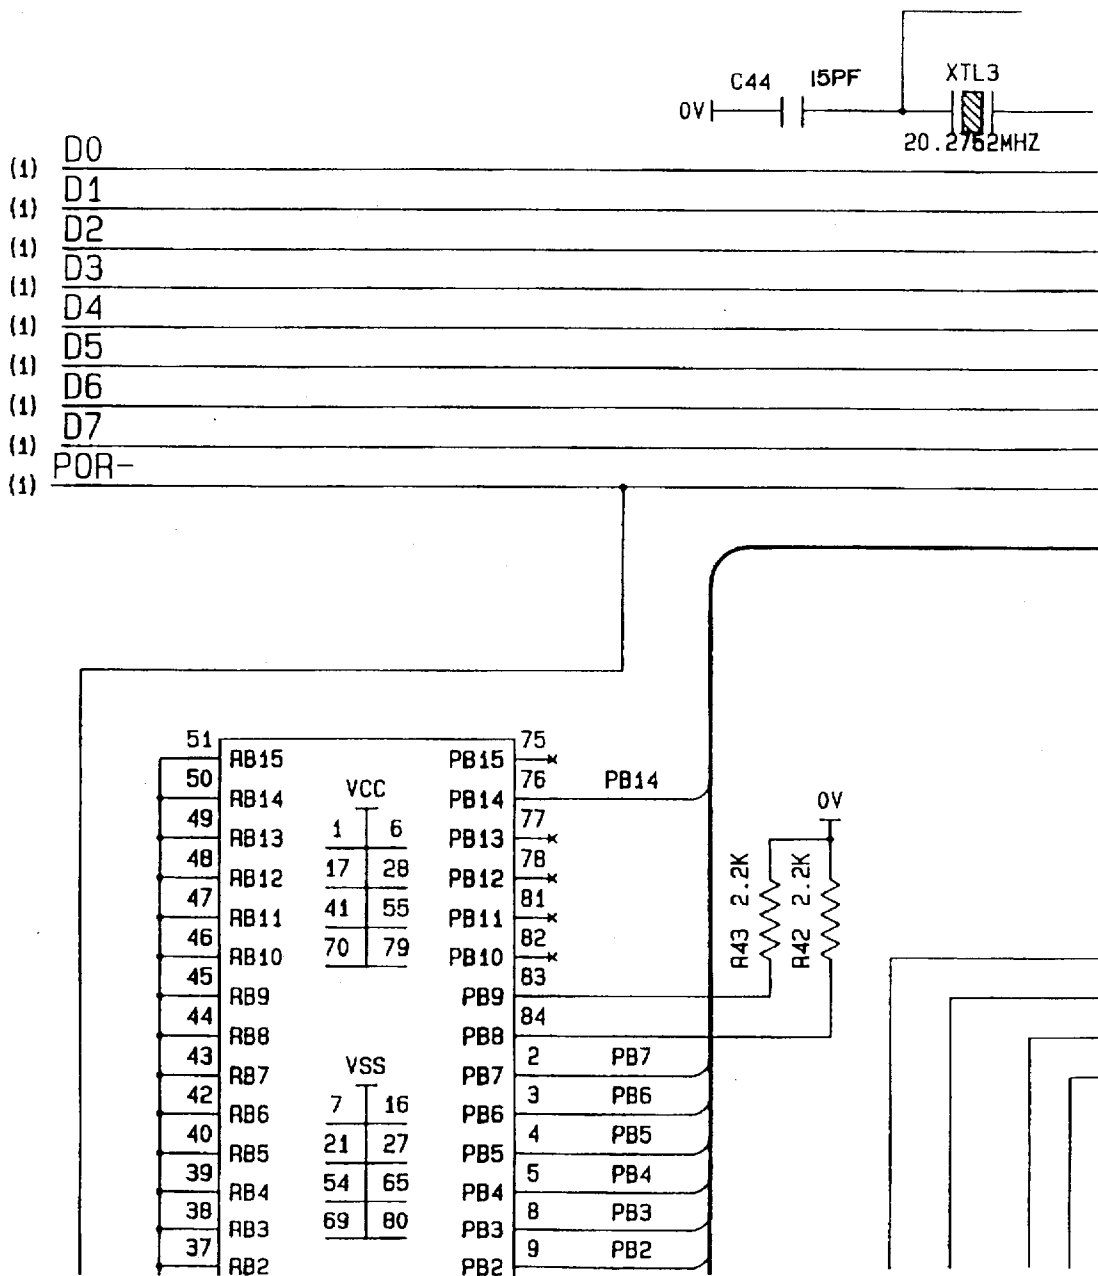 C44 15PF XTL3
0V
20.2752MHZ
(1) D0
(1) D1
(1) D2
(1) D3
(1) D4
(1) D5
(1) D6
(1) D7
(1) POR-
51 RB15 PB15 75
50 RB14 VCC PB14 76 PB14
0V
49 RB13 1 6 PB13 77
48 RB12 17 28 PB12 78
47 RB11 41 55 PB11 81
46 RB10 70 79 PB10 82
R43 2.2K R42 2.2K
45 RB9 PB9 83
44 RB8 PB8 84
43 RB7 VSS PB7 2 PB7
42 RB6 7 16 PB6 3 PB6
40 RB5 21 27 PB5 4 PB5
39 RB4 54 65 PB4 5 PB4
38 RB3 69 80 PB3 8 PB3
37 RB2 PB2 9 PB2